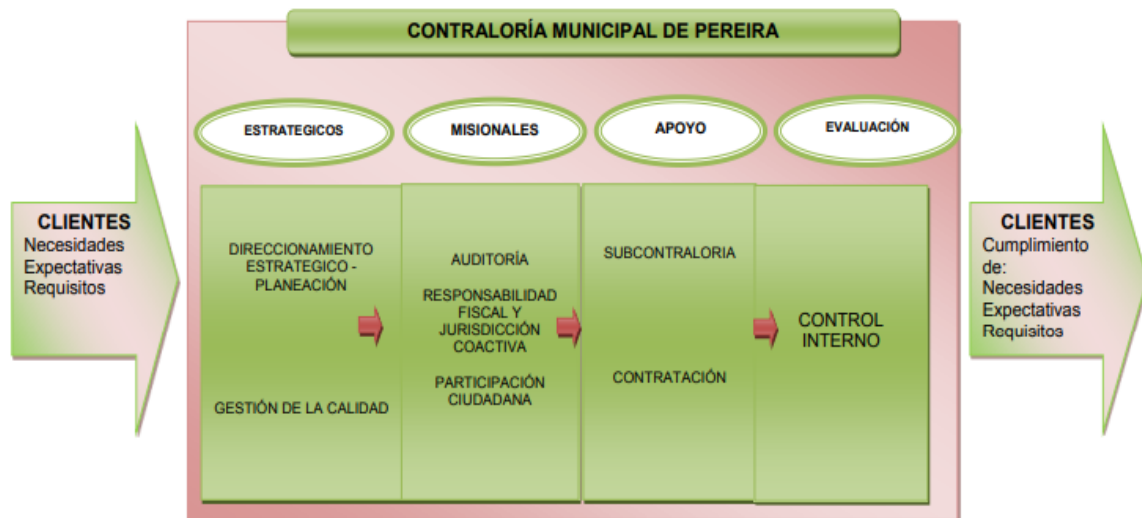 CONTRALORÍA MUNICIPAL DE PEREIRA
ESTRATEGICOS
MISIONALES
APOYO
EVALUACIÓN
CLIENTES
Necesidades
Expectativas
Requisitos
DIRECCIONAMIENTO
ESTRATEGICO -
PLANEACIÓN
GESTIÓN DE LA CALIDAD
AUDITORÍA
RESPONSABILIDAD
FISCAL Y
JURISDICCIÓN
COACTIVA
PARTICIPACIÓN
CIUDADANA
SUBCONTRALORIA
CONTRATACIÓN
CONTROL
INTERNO
CLIENTES
Cumplimiento
de:
Necesidades
Expectativas
Requisitos